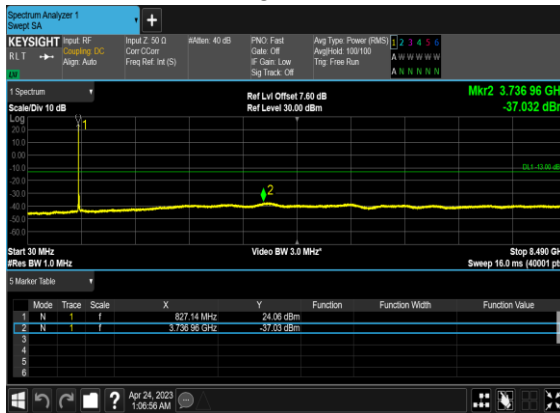 Spectrum Analyzer 1
Swept SA
KEYSIGHT Input: RF Input Z: 50 Ω #Atten: 40 dB PNO: Fast Avg Type: Power (RMS) 1 2 3 4 5 6
RLT Coupling: DC Corr CCorr Gate: Off Avg|Hold: 100/100 A W W W W W
Align: Auto Freq Ref: Int (S) IF Gain: Low Trig: Free Run
Sig Track: Off A N N N N N
1 Spectrum Ref Lvl Offset 7.60 dB Mkr2 3.736 96 GH
Scale/Div 10 dB Ref Level 30.00 dBm -37.032 dBr
Log
20.0
10.0
0.00
-10.0
DL1 -13.00 dB
-20.0
-30.0
-40.0
-50.0
-60.0
1
2
Start 30 MHz Video BW 3.0 MHz* Stop 8.490 GH
#Res BW 1.0 MHz Sweep 16.0 ms (40001 pt
5 Marker Table
Mode Trace Scale X Y Function Function Width Function Value
1 N 1 f 827.14 MHz 24.06 dBm
2 N 1 f 3.736 96 GHz -37.03 dBm
3
4
5
6
? Apr 24, 2023
1:06:56 AM